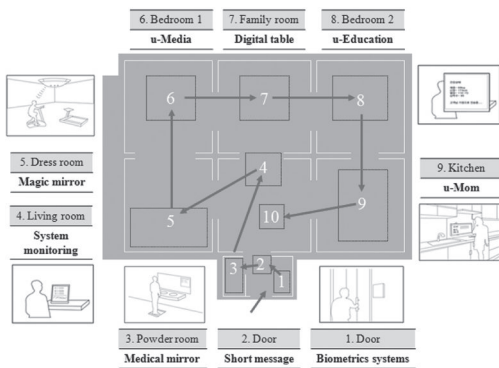 6. Bedroom 1
u-Media
7. Family room
Digital table
8. Bedroom 2
u-Education
5. Dress room
Magic mirror
4. Living room
System
monitoring
9. Kitchen
u-Mom
6
7
8
4
5
9
10
3
2
1
3. Powder room
Medical mirror
2. Door
Short message
1. Door
Biometrics systems